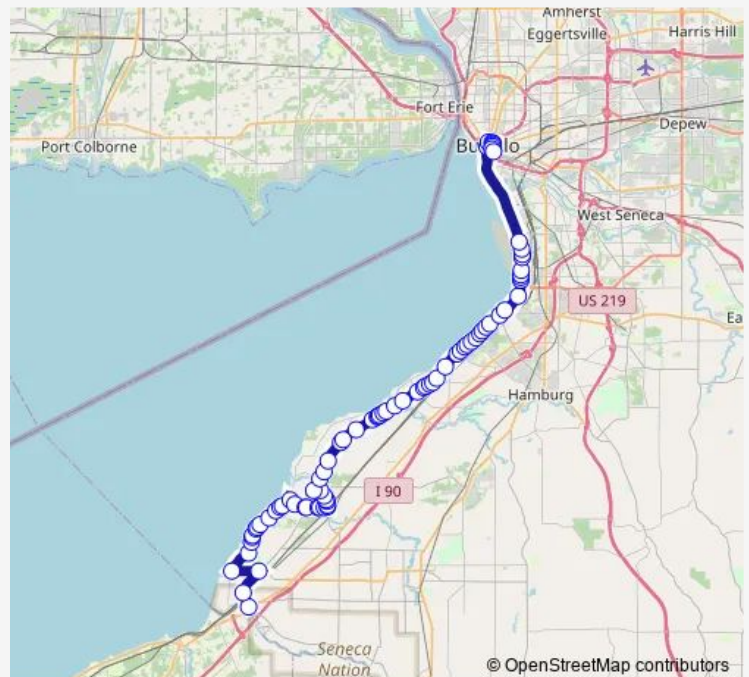 Amherst
Eggertsville
Harris Hill
Fort Erie
Depew
Port Colborne
West Seneca
US 219
Ea
Hamburg
I 90
Seneca
Nation
© OpenStreetMap contributors